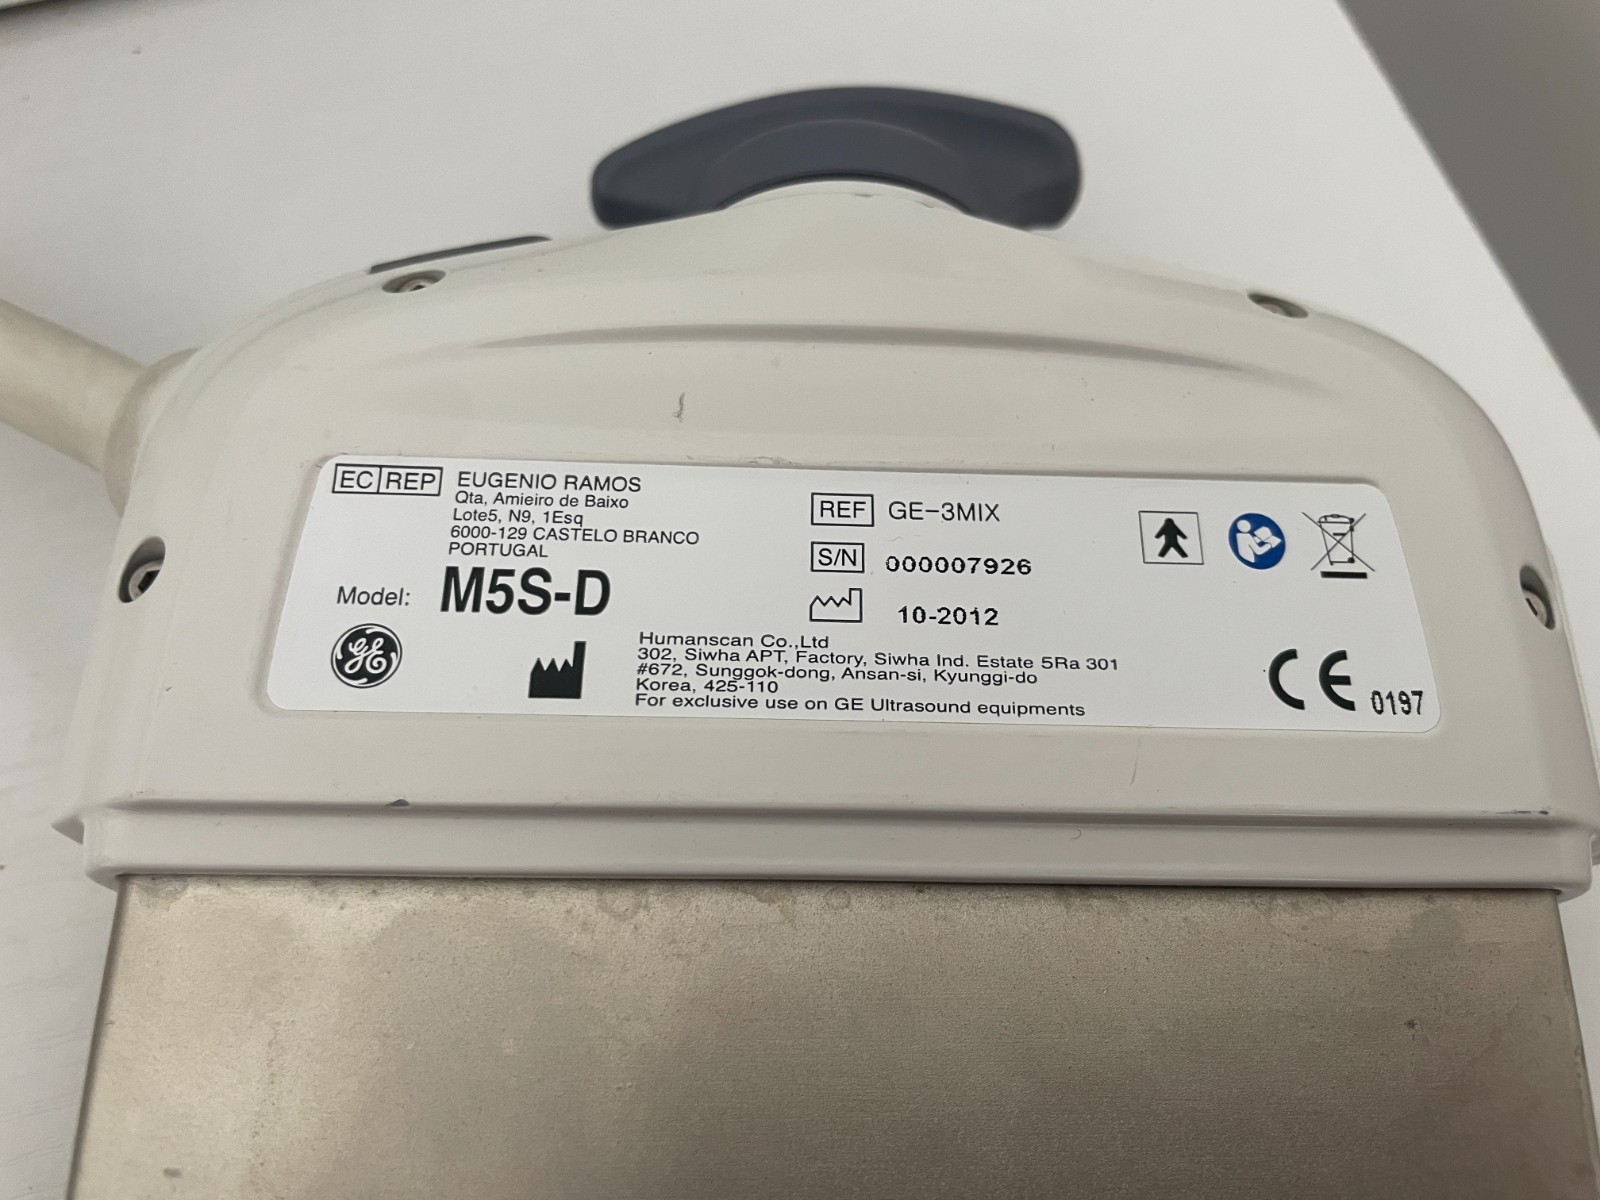 EC REP EUGENIO RAMOS
Qta, Amieiro de Baixo
Lote5, N9, 1Esq
6000-129 CASTELO BRANCO
PORTUGAL
Model: M5S-D
GE
REF GE-3MIX
S/N 000007926
10-2012
Humanscan Co.,Ltd
302, Siwha APT, Factory, Siwha Ind. Estate 5Ra 301
#672, Sunggok-dong, Ansan-si, Kyunggi-do
Korea, 425-110
For exclusive use on GE Ultrasound equipments
CE 0197